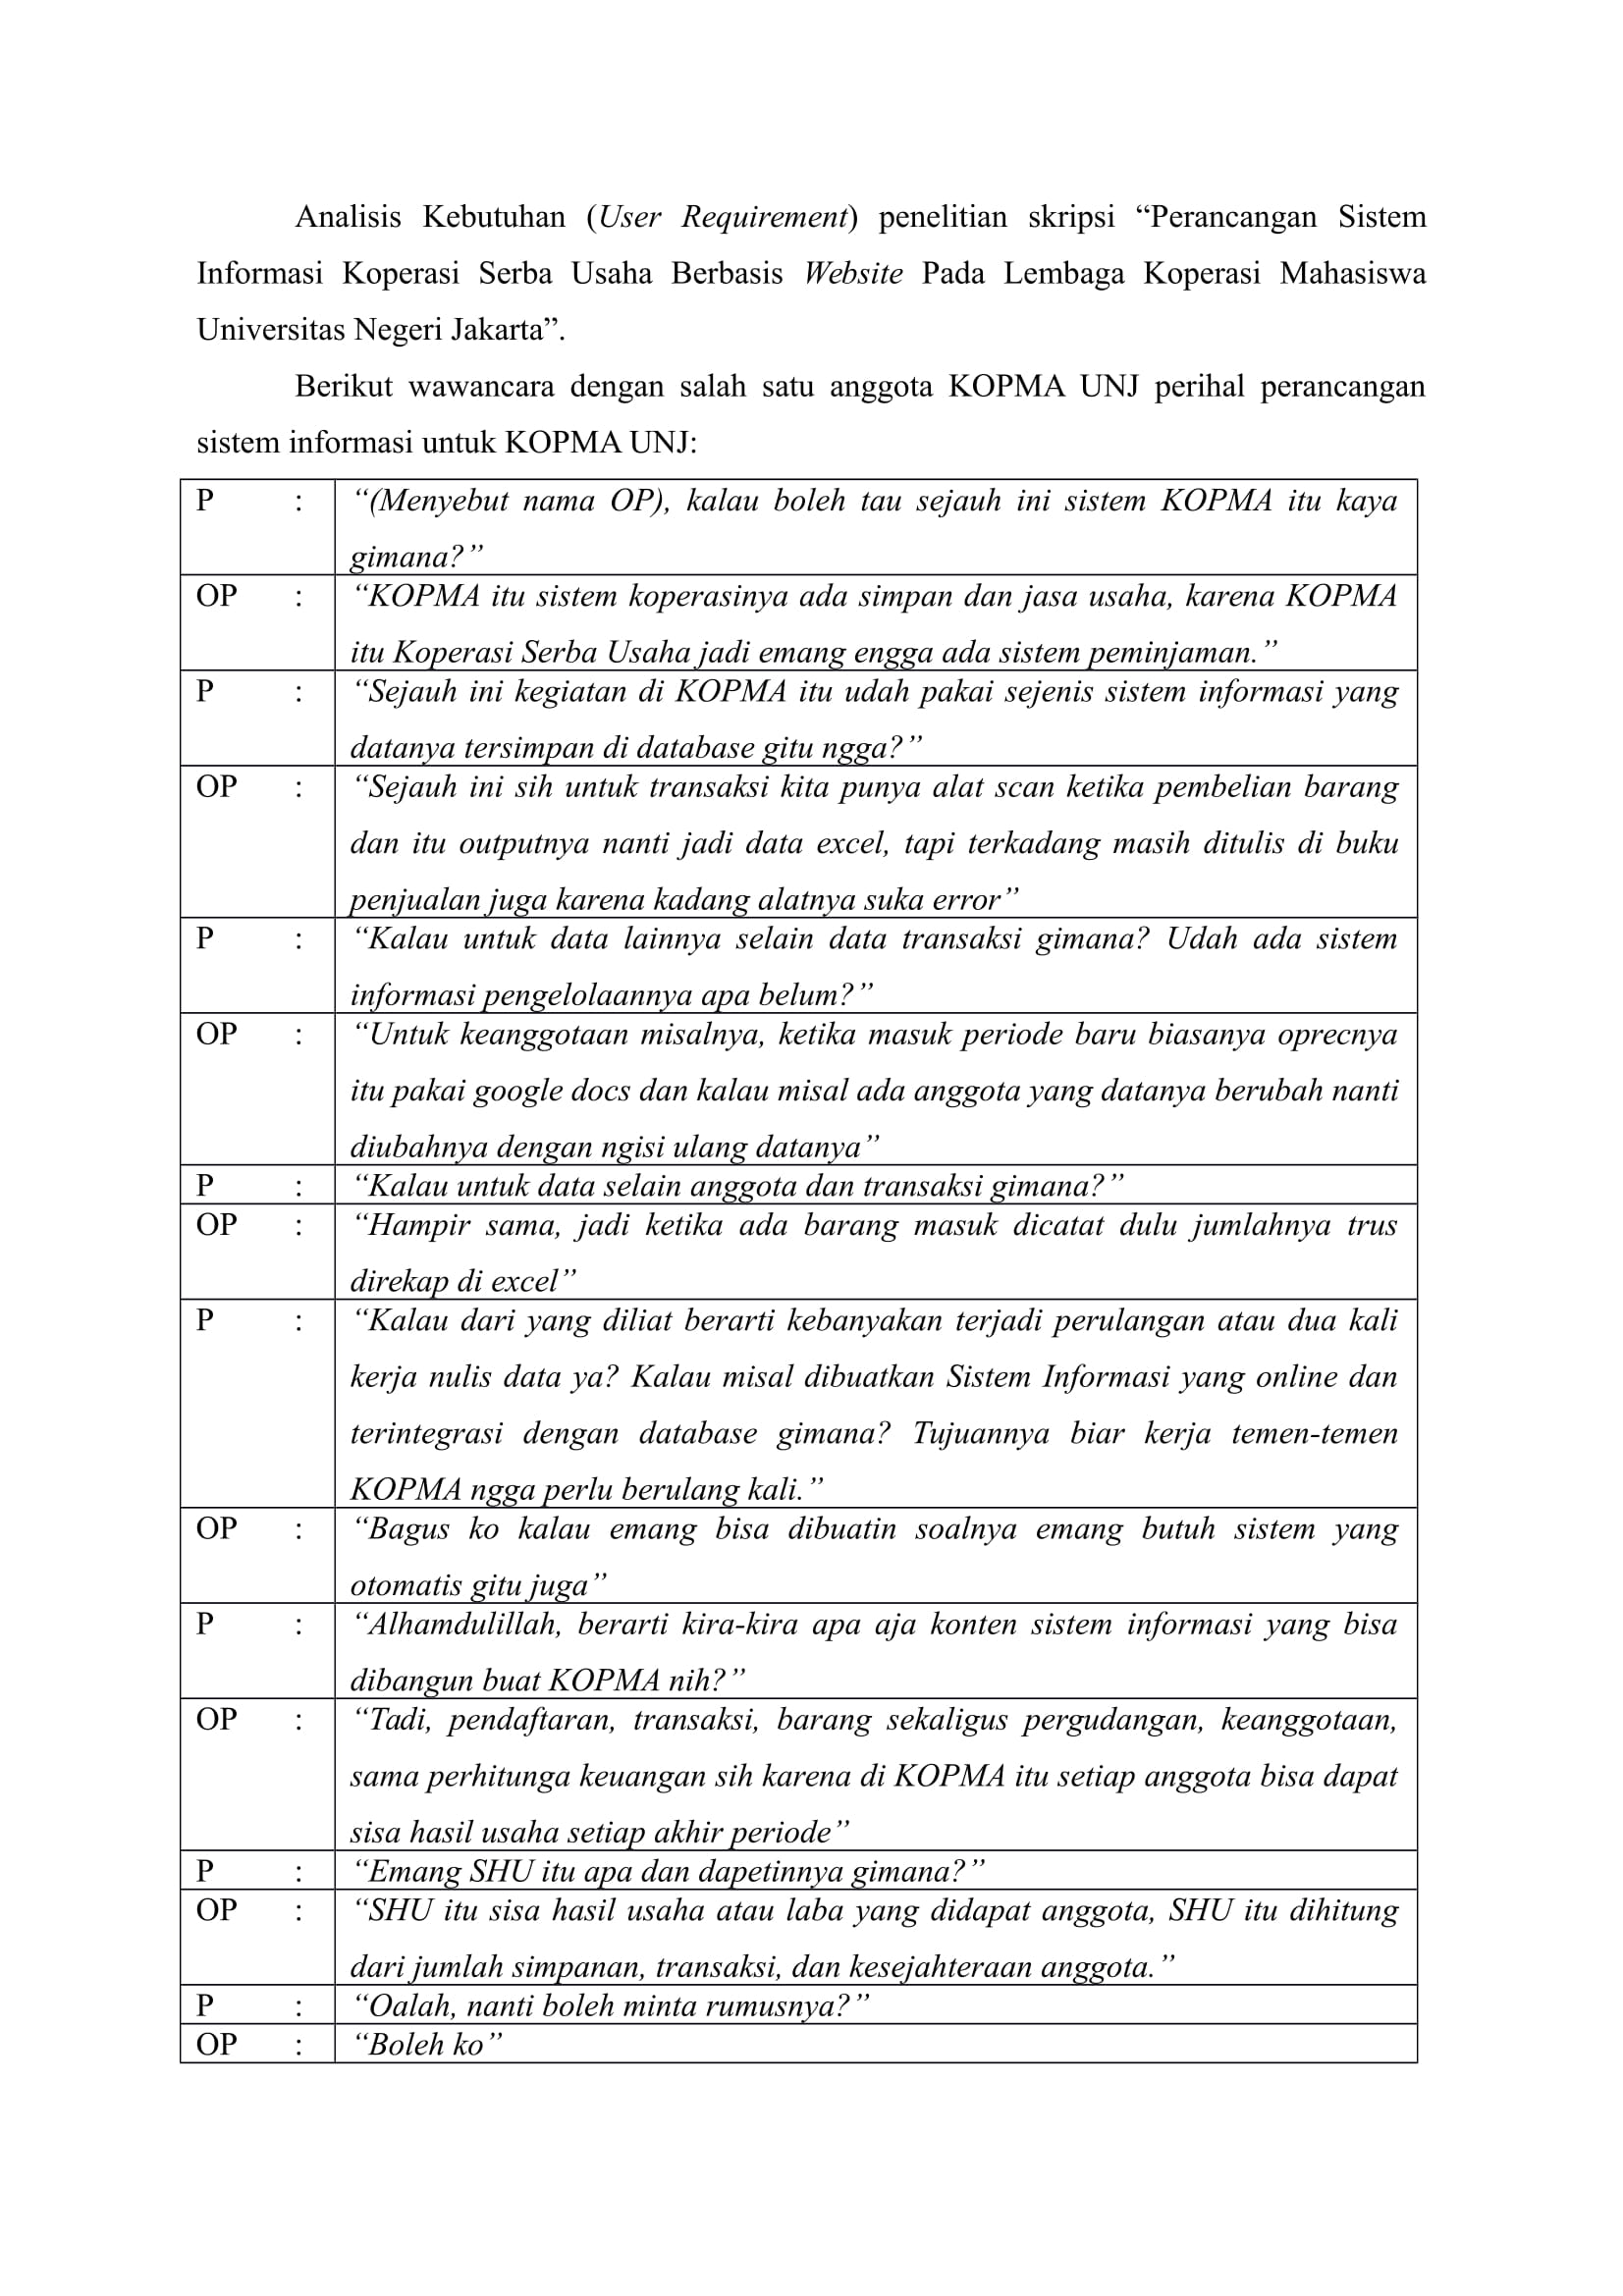 Analisis Kebutuhan (User Requirement) penelitian skripsi “Perancangan Sistem
Informasi Koperasi Serba Usaha Berbasis Website Pada Lembaga Koperasi Mahasiswa
Universitas Negeri Jakarta”.
Berikut wawancara dengan salah satu anggota KOPMA UNJ perihal perancangan
sistem informasi untuk KOPMA UNJ:
P : “(Menyebut nama OP), kalau boleh tau sejauh ini sistem KOPMA itu kaya
gimana?”
OP : “KOPMA itu sistem koperasinya ada simpan dan jasa usaha, karena KOPMA
itu Koperasi Serba Usaha jadi emang engga ada sistem peminjaman.”
P : “Sejauh ini kegiatan di KOPMA itu udah pakai sejenis sistem informasi yang
datanya tersimpan di database gitu ngga?”
OP : “Sejauh ini sih untuk transaksi kita punya alat scan ketika pembelian barang
dan itu outputnya nanti jadi data excel, tapi terkadang masih ditulis di buku
penjualan juga karena kadang alatnya suka error”
P : “Kalau untuk data lainnya selain data transaksi gimana? Udah ada sistem
informasi pengelolaannya apa belum?”
OP : “Untuk keanggotaan misalnya, ketika masuk periode baru biasanya oprecnya
itu pakai google docs dan kalau misal ada anggota yang datanya berubah nanti
diubahnya dengan ngisi ulang datanya”
P : “Kalau untuk data selain anggota dan transaksi gimana?”
OP : “Hampir sama, jadi ketika ada barang masuk dicatat dulu jumlahnya trus
direkap di excel”
P : “Kalau dari yang diliat berarti kebanyakan terjadi perulangan atau dua kali
kerja nulis data ya? Kalau misal dibuatkan Sistem Informasi yang online dan
terintegrasi dengan database gimana? Tujuannya biar kerja temen-temen
KOPMA ngga perlu berulang kali.”
OP : “Bagus ko kalau emang bisa dibuatin soalnya emang butuh sistem yang
otomatis gitu juga”
P : “Alhamdulillah, berarti kira-kira apa aja konten sistem informasi yang bisa
dibangun buat KOPMA nih?”
OP : “Tadi, pendaftaran, transaksi, barang sekaligus pergudangan, keanggotaan,
sama perhitunga keuangan sih karena di KOPMA itu setiap anggota bisa dapat
sisa hasil usaha setiap akhir periode”
P : “Emang SHU itu apa dan dapetinnya gimana?”
OP : “SHU itu sisa hasil usaha atau laba yang didapat anggota, SHU itu dihitung
dari jumlah simpanan, transaksi, dan kesejahteraan anggota.”
P : “Oalah, nanti boleh minta rumusnya?”
OP : “Boleh ko”